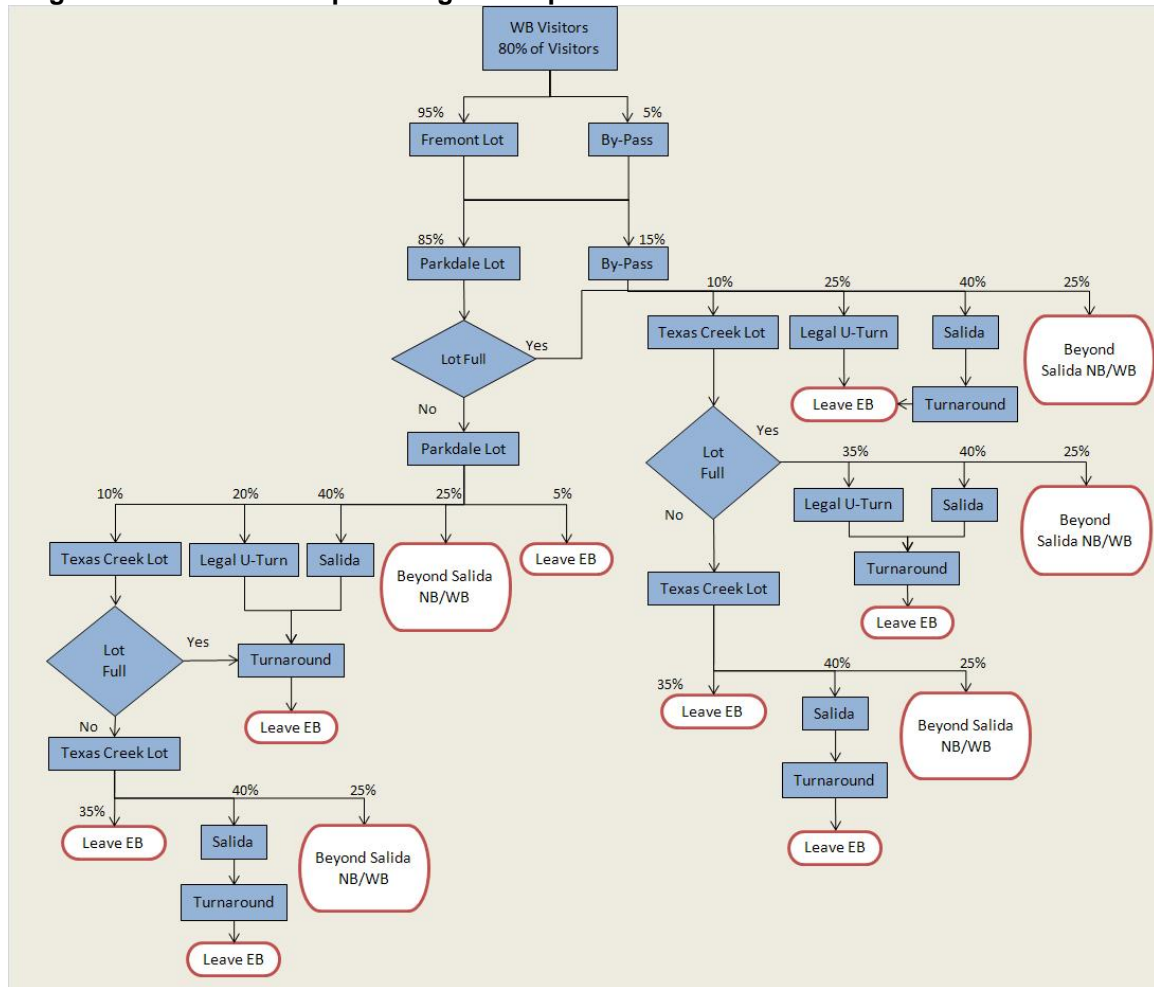 WB Visitors
80% of Visitors
95%
5%
Fremont Lot
By-Pass
85%
15%
Parkdale Lot
By-Pass
10%
25%
40%
25%
Texas Creek Lot
Legal U-Turn
Salida
Beyond
Salida NB/WB
Lot Full
Yes
No
Leave EB
Turnaround
Parkdale Lot
Lot
Full
Yes
35%
40%
25%
Legal U-Turn
Salida
Beyond
Salida NB/WB
No
Turnaround
Leave EB
10%
20%
40%
25%
5%
Texas Creek Lot
Legal U-Turn
Salida
Beyond Salida
NB/WB
Leave EB
Texas Creek Lot
Lot
Full
Yes
Turnaround
Leave EB
No
35%
40%
25%
Leave EB
Salida
Beyond Salida
NB/WB
Turnaround
Leave EB
Texas Creek Lot
35%
40%
25%
Leave EB
Salida
Beyond Salida
NB/WB
Turnaround
Leave EB